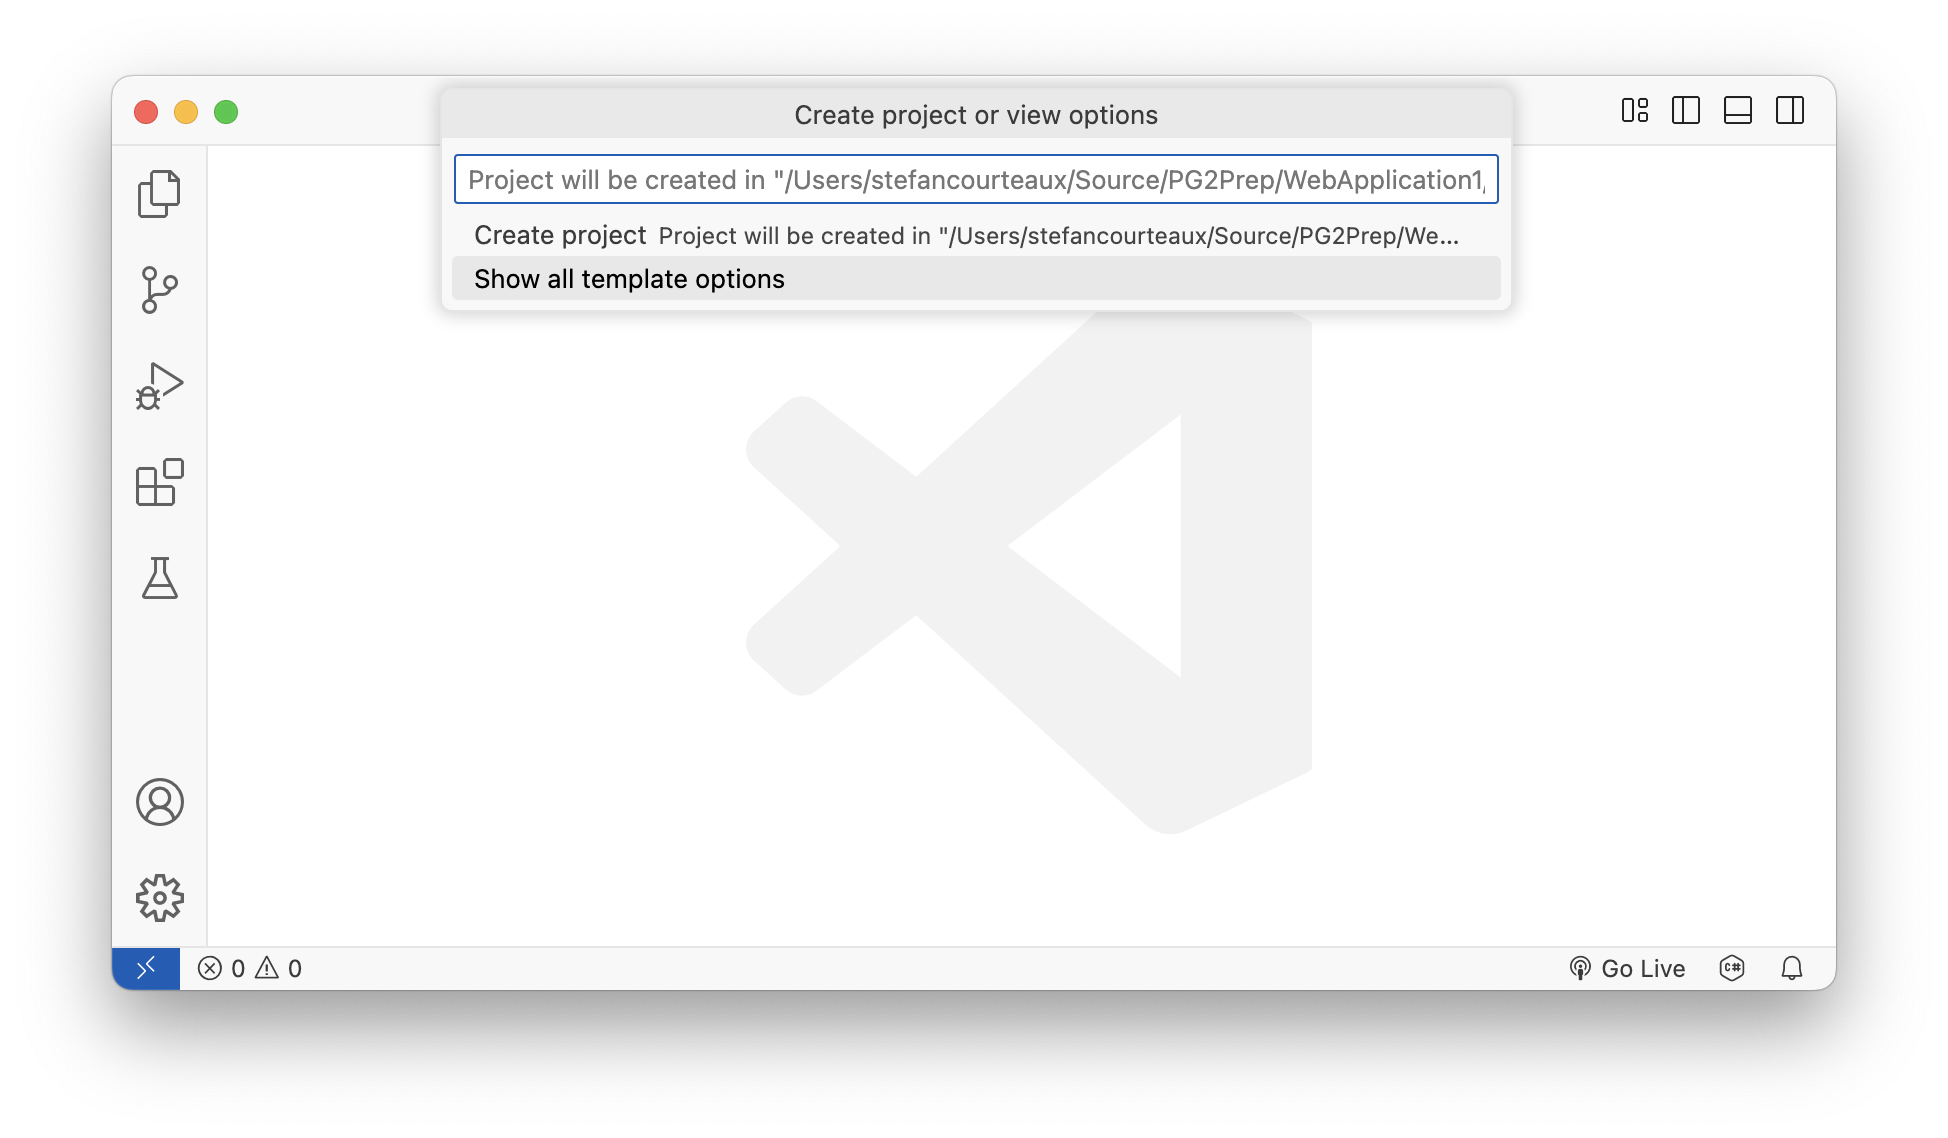 Create project or view options
Project will be created in "/Users/stefancourteaux/Source/PG2Prep/WebApplication1,
Create project Project will be created in "/Users/stefancourteaux/Source/PG2Prep/We...
Show all template options
0 0
Go Live
C#